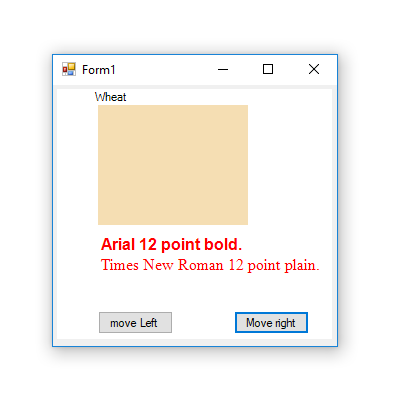 Form1
Wheat
Arial 12 point bold.
Times New Roman 12 point plain.
move Left
Move right